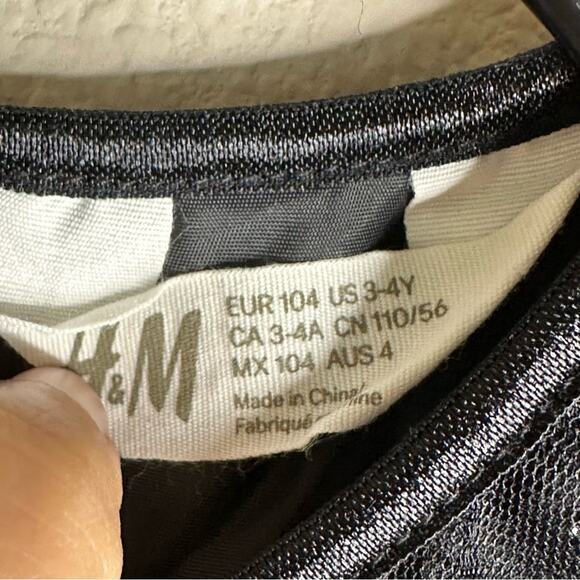 H&M
EUR 104 US 3-4Y
CA 3-4A CN 110/56
MX 104 AUS 4
Made in China/
Fabriqué